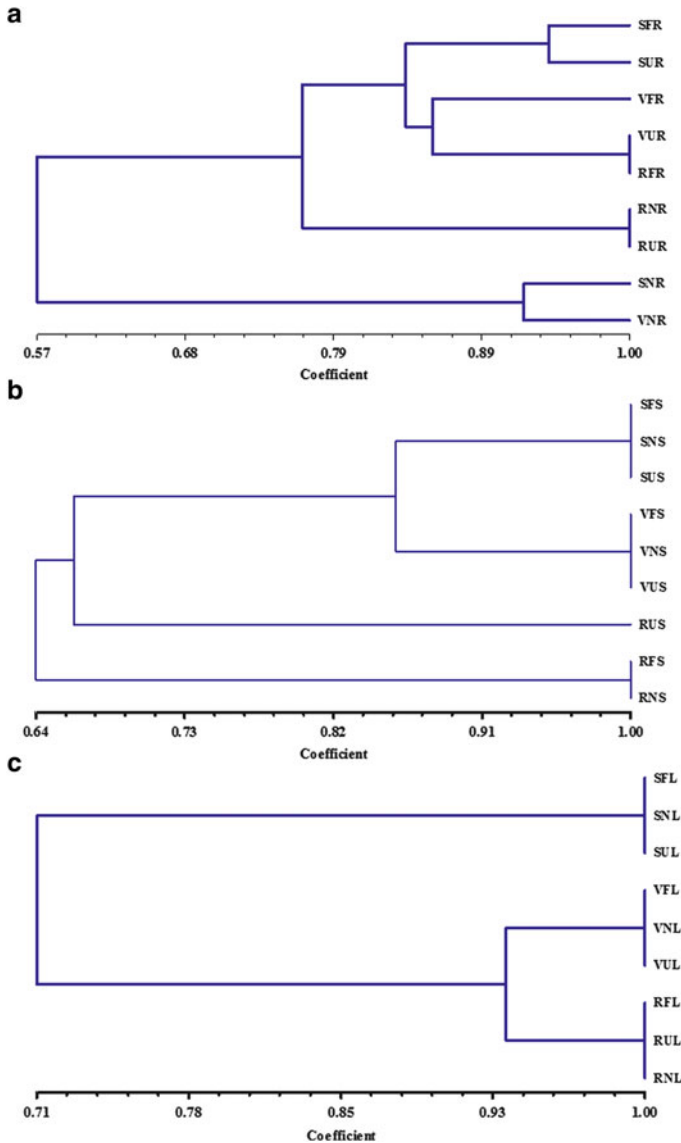 a
SFR
SUR
VFR
VUR
RFR
RNR
RUR
SNR
VNR
0.57 0.68 0.79 0.89 1.00
Coefficient
b
SFS
SNS
SUS
VFS
VNS
VUS
RUS
RFS
RNS
0.64 0.73 0.82 0.91 1.00
Coefficient
c
SFL
SNL
SUL
VFL
VNL
VUL
RFL
RUL
RNL
0.71 0.78 0.85 0.93 1.00
Coefficient